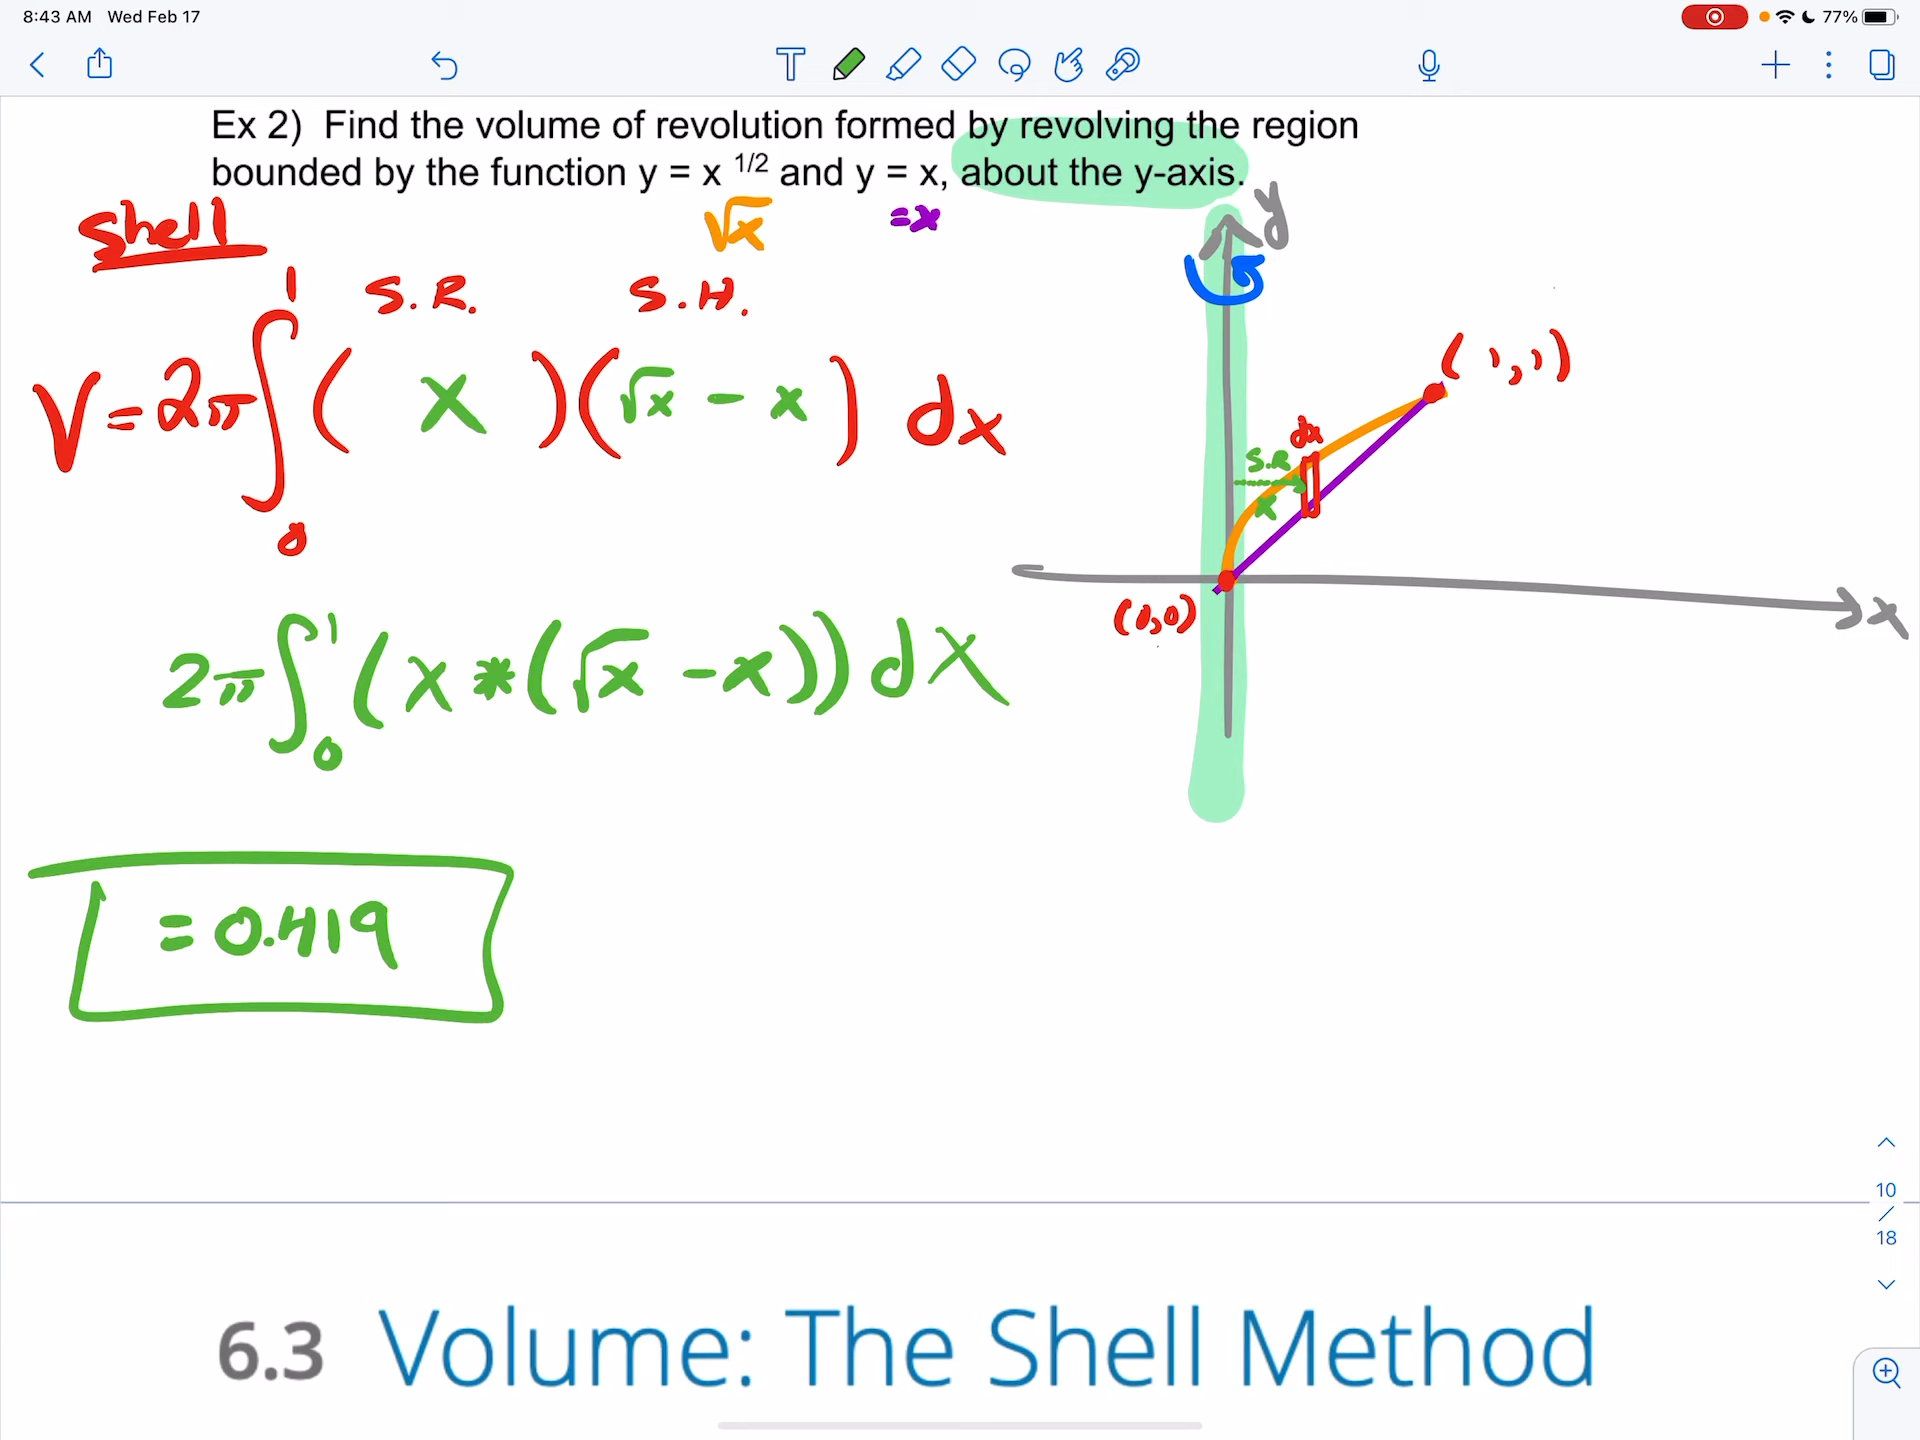 8:43 AM Wed Feb 17
77%
Ex 2) Find the volume of revolution formed by revolving the region
bounded by the function y = x 1/2 and y = x, about the y-axis.
Shell
√x
=x
y
S.R. S.H.
V = 2π ∫₀¹ ( x )(√x - x) dx
(1,1)
dx
S.R
x
(0,0)
x
2π ∫₀¹ (x*(√x - x)) dx
= 0.419
10
/
18
6.3 Volume: The Shell Method